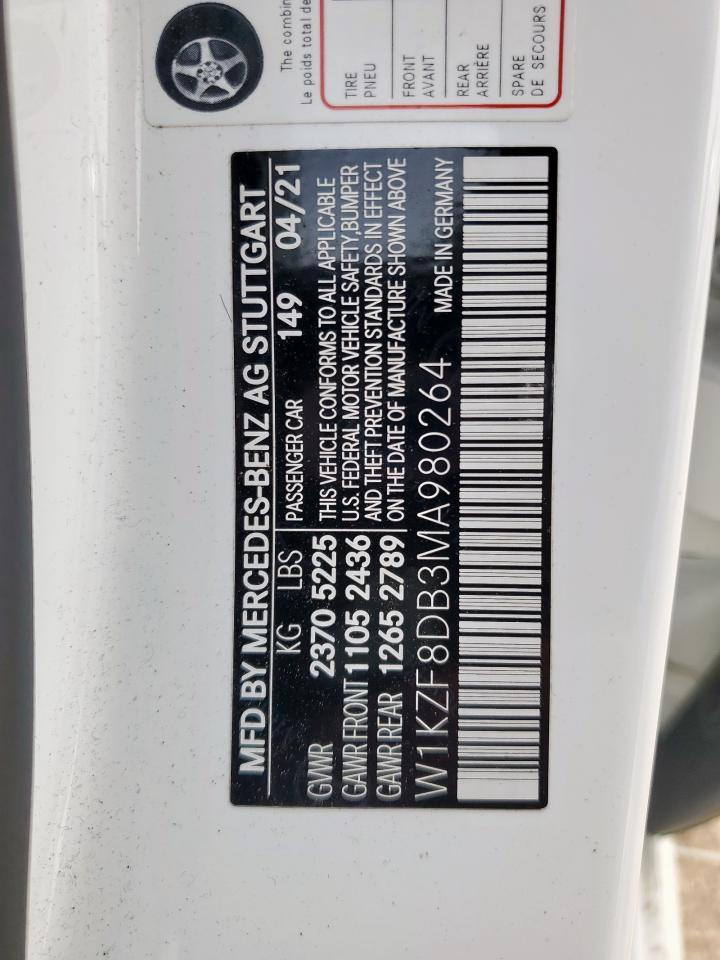 The combin
Le poids total de
TIRE
PNEU
FRONT
AVANT
REAR
ARRIÈRE
SPARE
DE SECOURS
MFD BY MERCEDES-BENZ AG STUTTGART
KG LBS PASSENGER CAR 149 04/21
GVWR 2370 5225 THIS VEHICLE CONFORMS TO ALL APPLICABLE
GAWR FRONT 1105 2436 U.S. FEDERAL MOTOR VEHICLE SAFETY,BUMPER
GAWR REAR 1265 2789 AND THEFT PREVENTION STANDARDS IN EFFECT
ON THE DATE OF MANUFACTURE SHOWN ABOVE
W1KZF8DB3MA980264 MADE IN GERMANY